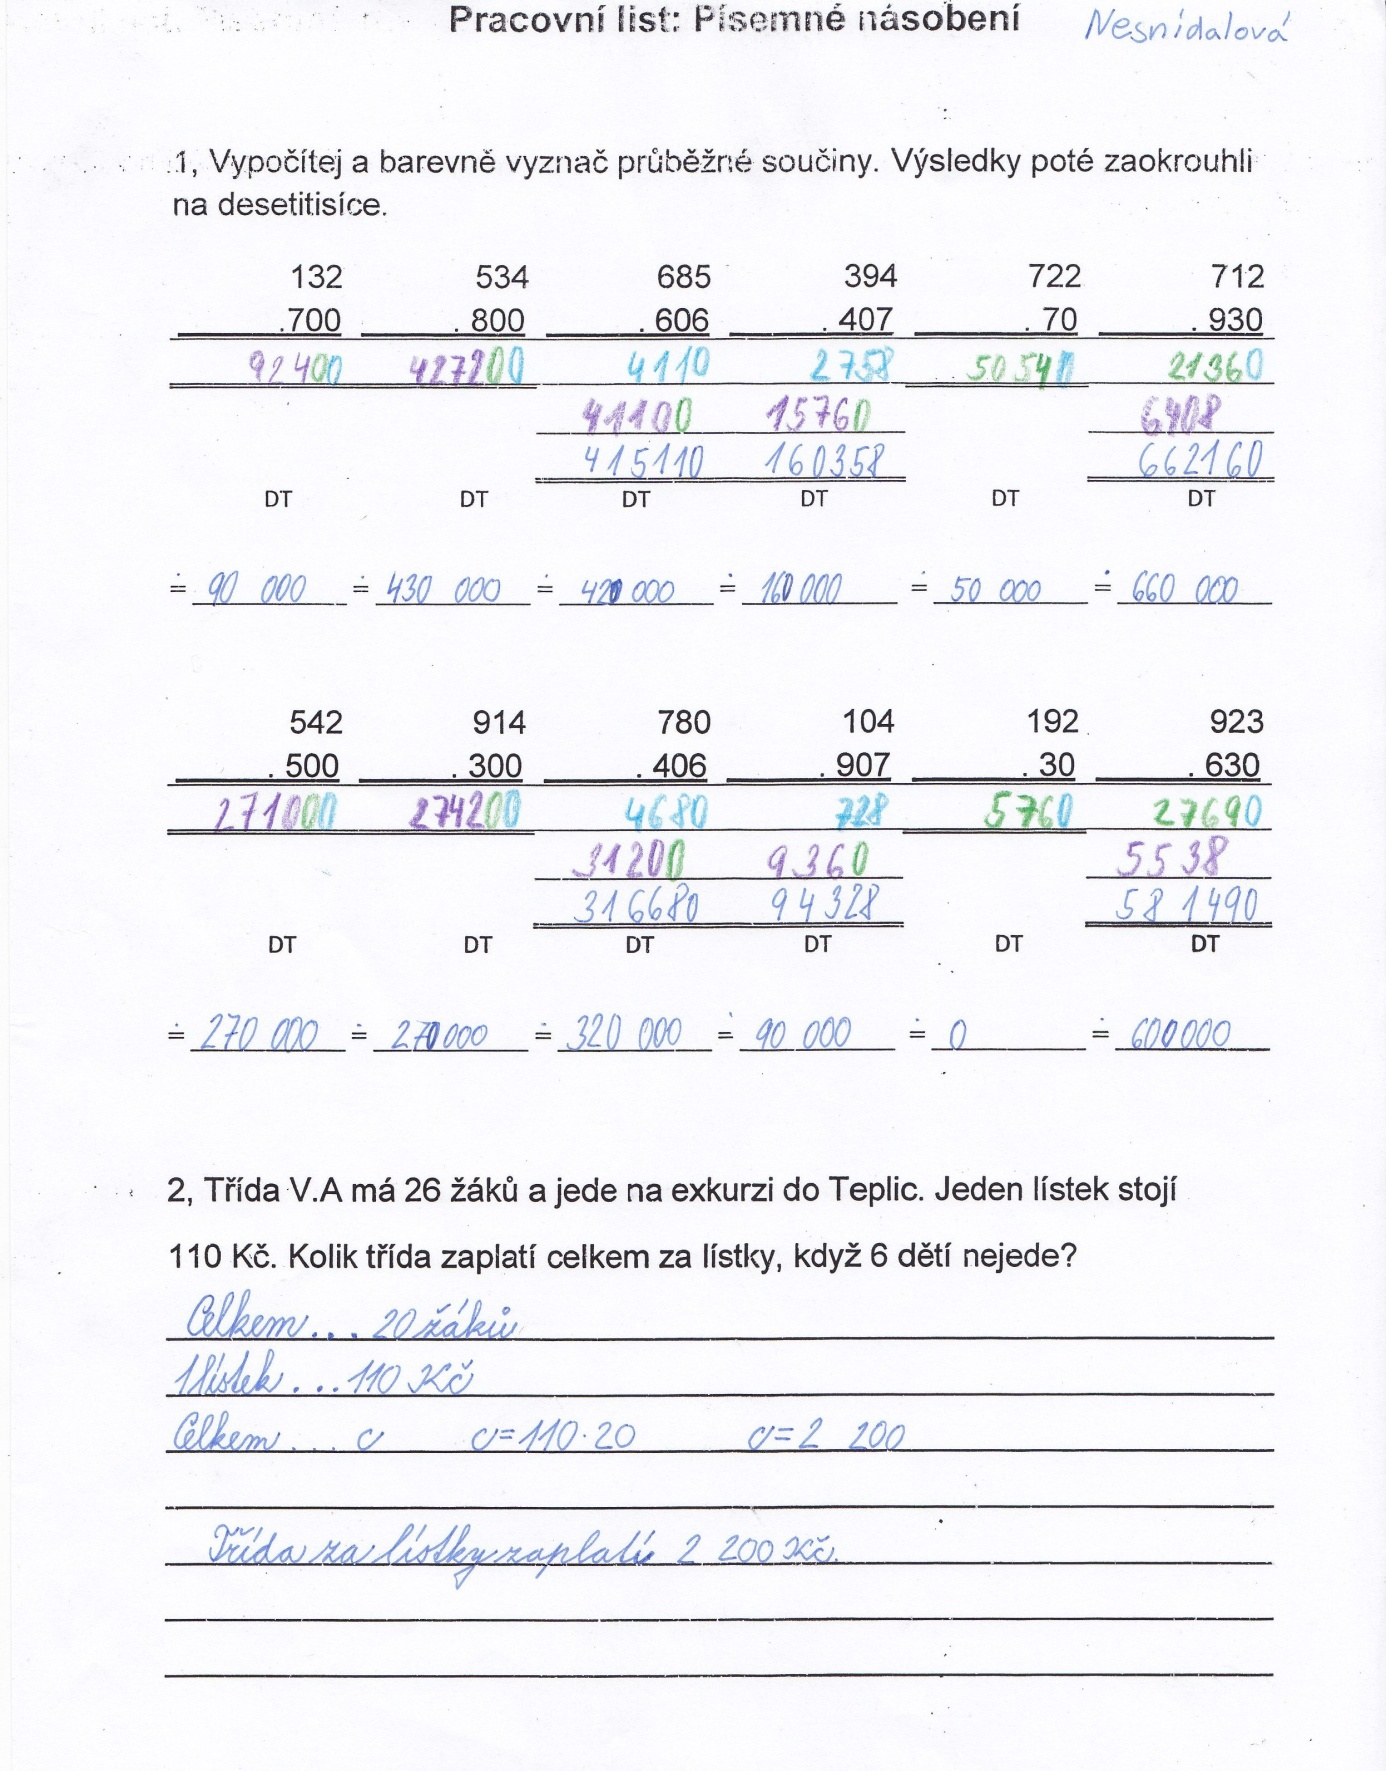 Pracovní list: Písemné násobení Nesnídalová
1, Vypočítej a barevně vyznač průběžné součiny. Výsledky poté zaokrouhli
na desetitisíce.
132 534 685 394 722 712
.700 . 800 . 606 . 407 . 70 . 930
92400 427200 4110 2758 50540 21360
41100 15760 6408
415110 160358 662160
DT DT DT DT DT DT
≐ 90 000 ≐ 430 000 ≐ 420 000 ≐ 160 000 ≐ 50 000 ≐ 660 000
542 914 780 104 192 923
. 500 . 300 . 406 . 907 . 30 . 630
271000 274200 4680 728 5760 27690
31200 9360 5538
316680 94328 581490
DT DT DT DT DT DT
≐ 270 000 ≐ 270000 ≐ 320 000 ≐ 90 000 ≐ 0 ≐ 600000
2, Třída V.A má 26 žáků a jede na exkurzi do Teplic. Jeden lístek stojí
110 Kč. Kolik třída zaplatí celkem za lístky, když 6 dětí nejede?
Celkem... 20 žáků
1 lístek ... 110 Kč
Celkem ... c c=110·20 c=2 200
Třída za lístky zaplatí 2 200 Kč.